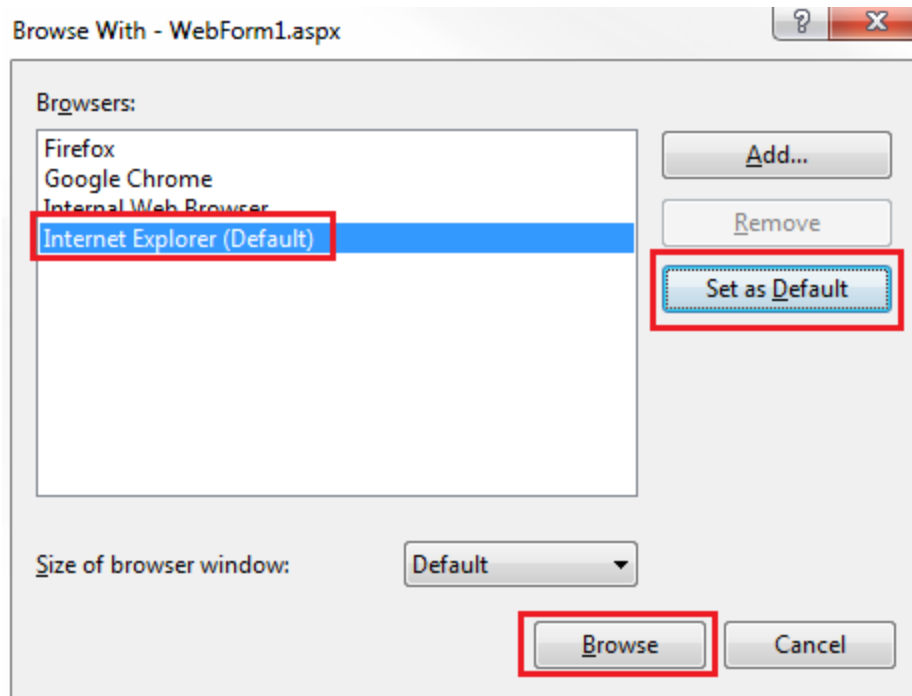 Browse With - WebForm1.aspx
Browsers:
Firefox
Google Chrome
Internal Web Browser
Internet Explorer (Default)
Add...
Remove
Set as Default
Size of browser window:
Default
Browse
Cancel